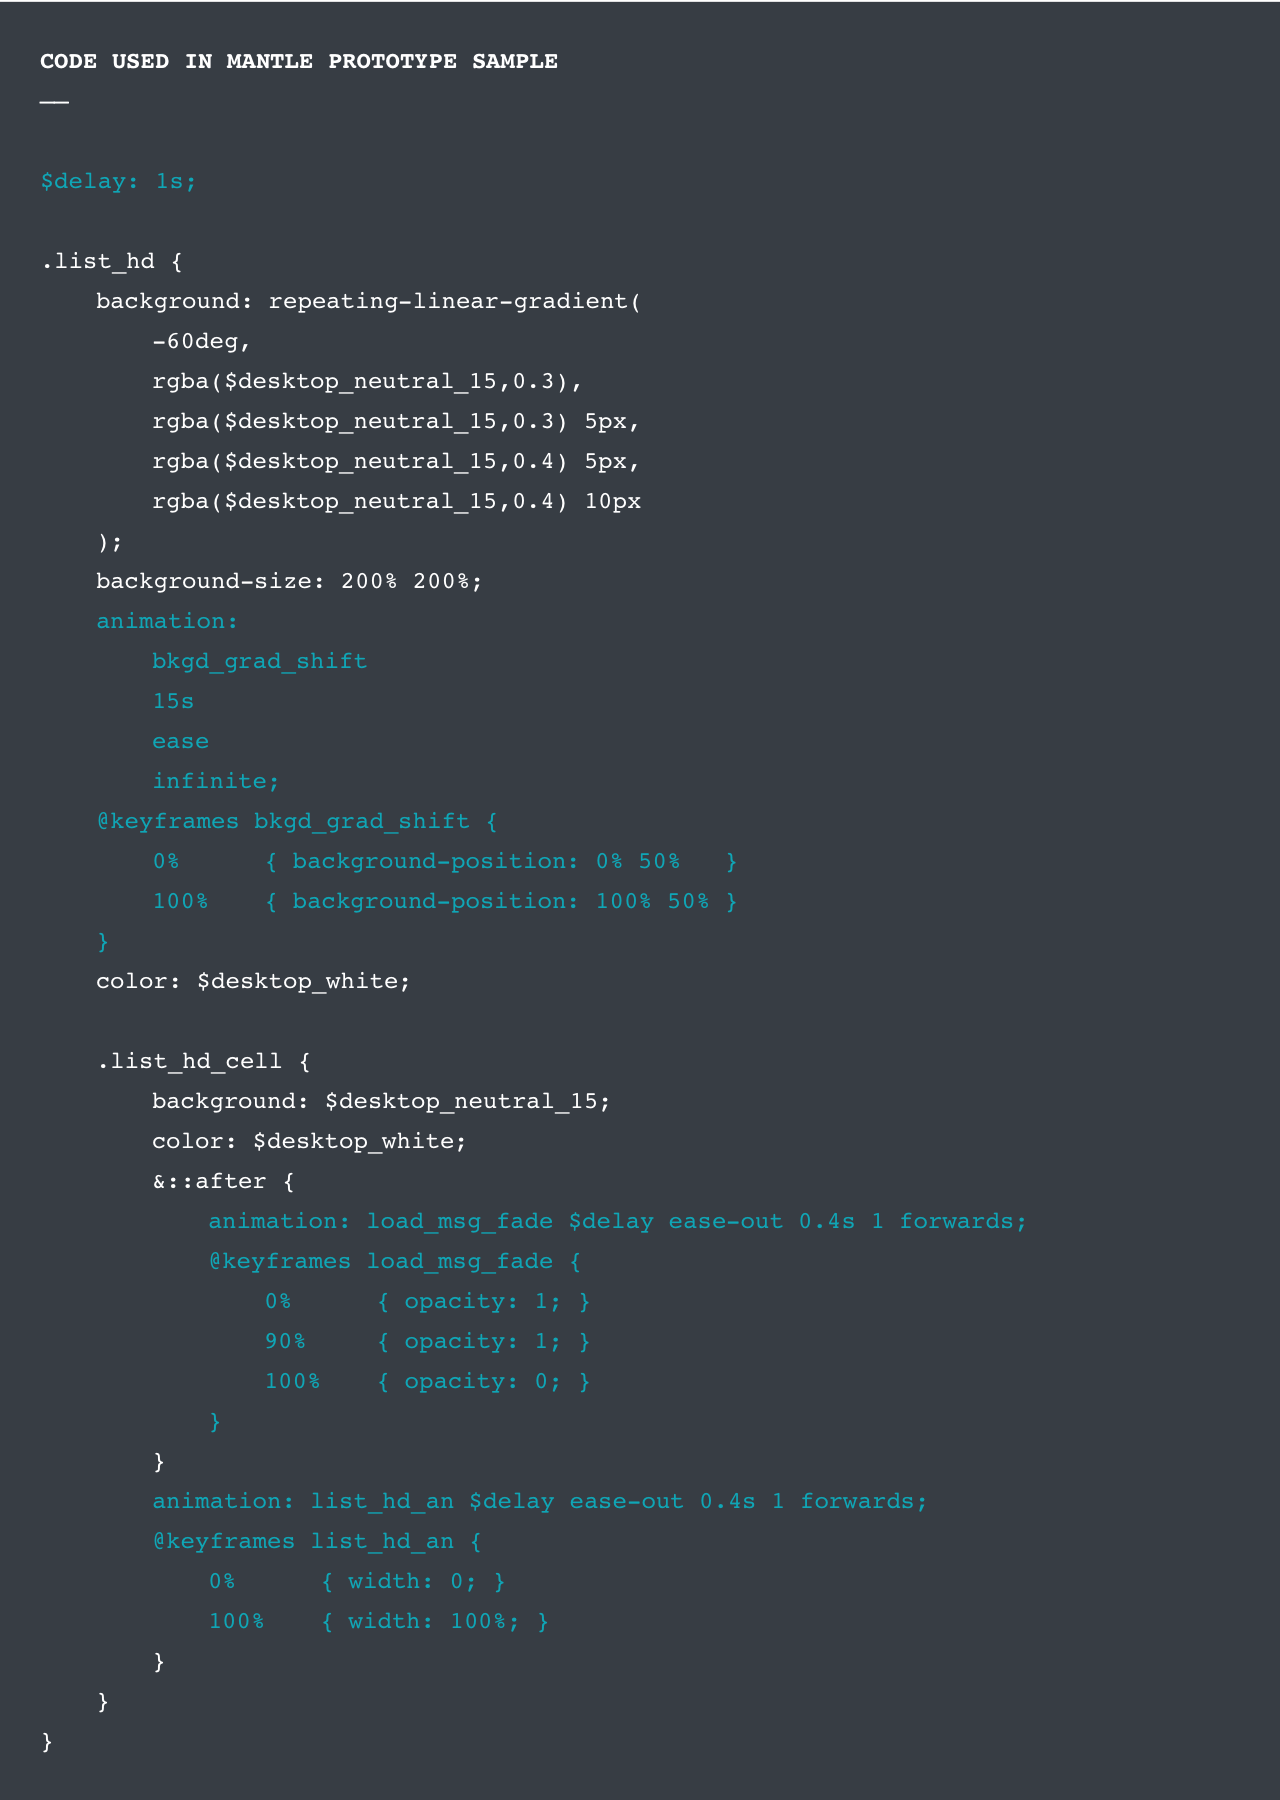 CODE USED IN MANTLE PROTOTYPE SAMPLE
__
$delay: 1s;
.list_hd {
    background: repeating-linear-gradient(
        -60deg,
        rgba($desktop_neutral_15,0.3),
        rgba($desktop_neutral_15,0.3) 5px,
        rgba($desktop_neutral_15,0.4) 5px,
        rgba($desktop_neutral_15,0.4) 10px
    );
    background-size: 200% 200%;
    animation:
        bkgd_grad_shift
        15s
        ease
        infinite;
    @keyframes bkgd_grad_shift {
        0%      { background-position: 0% 50%   }
        100%    { background-position: 100% 50% }
    }
    color: $desktop_white;

    .list_hd_cell {
        background: $desktop_neutral_15;
        color: $desktop_white;
        &::after {
            animation: load_msg_fade $delay ease-out 0.4s 1 forwards;
            @keyframes load_msg_fade {
                0%      { opacity: 1; }
                90%     { opacity: 1; }
                100%    { opacity: 0; }
            }
        }
        animation: list_hd_an $delay ease-out 0.4s 1 forwards;
        @keyframes list_hd_an {
            0%      { width: 0; }
            100%    { width: 100%; }
        }
    }
}